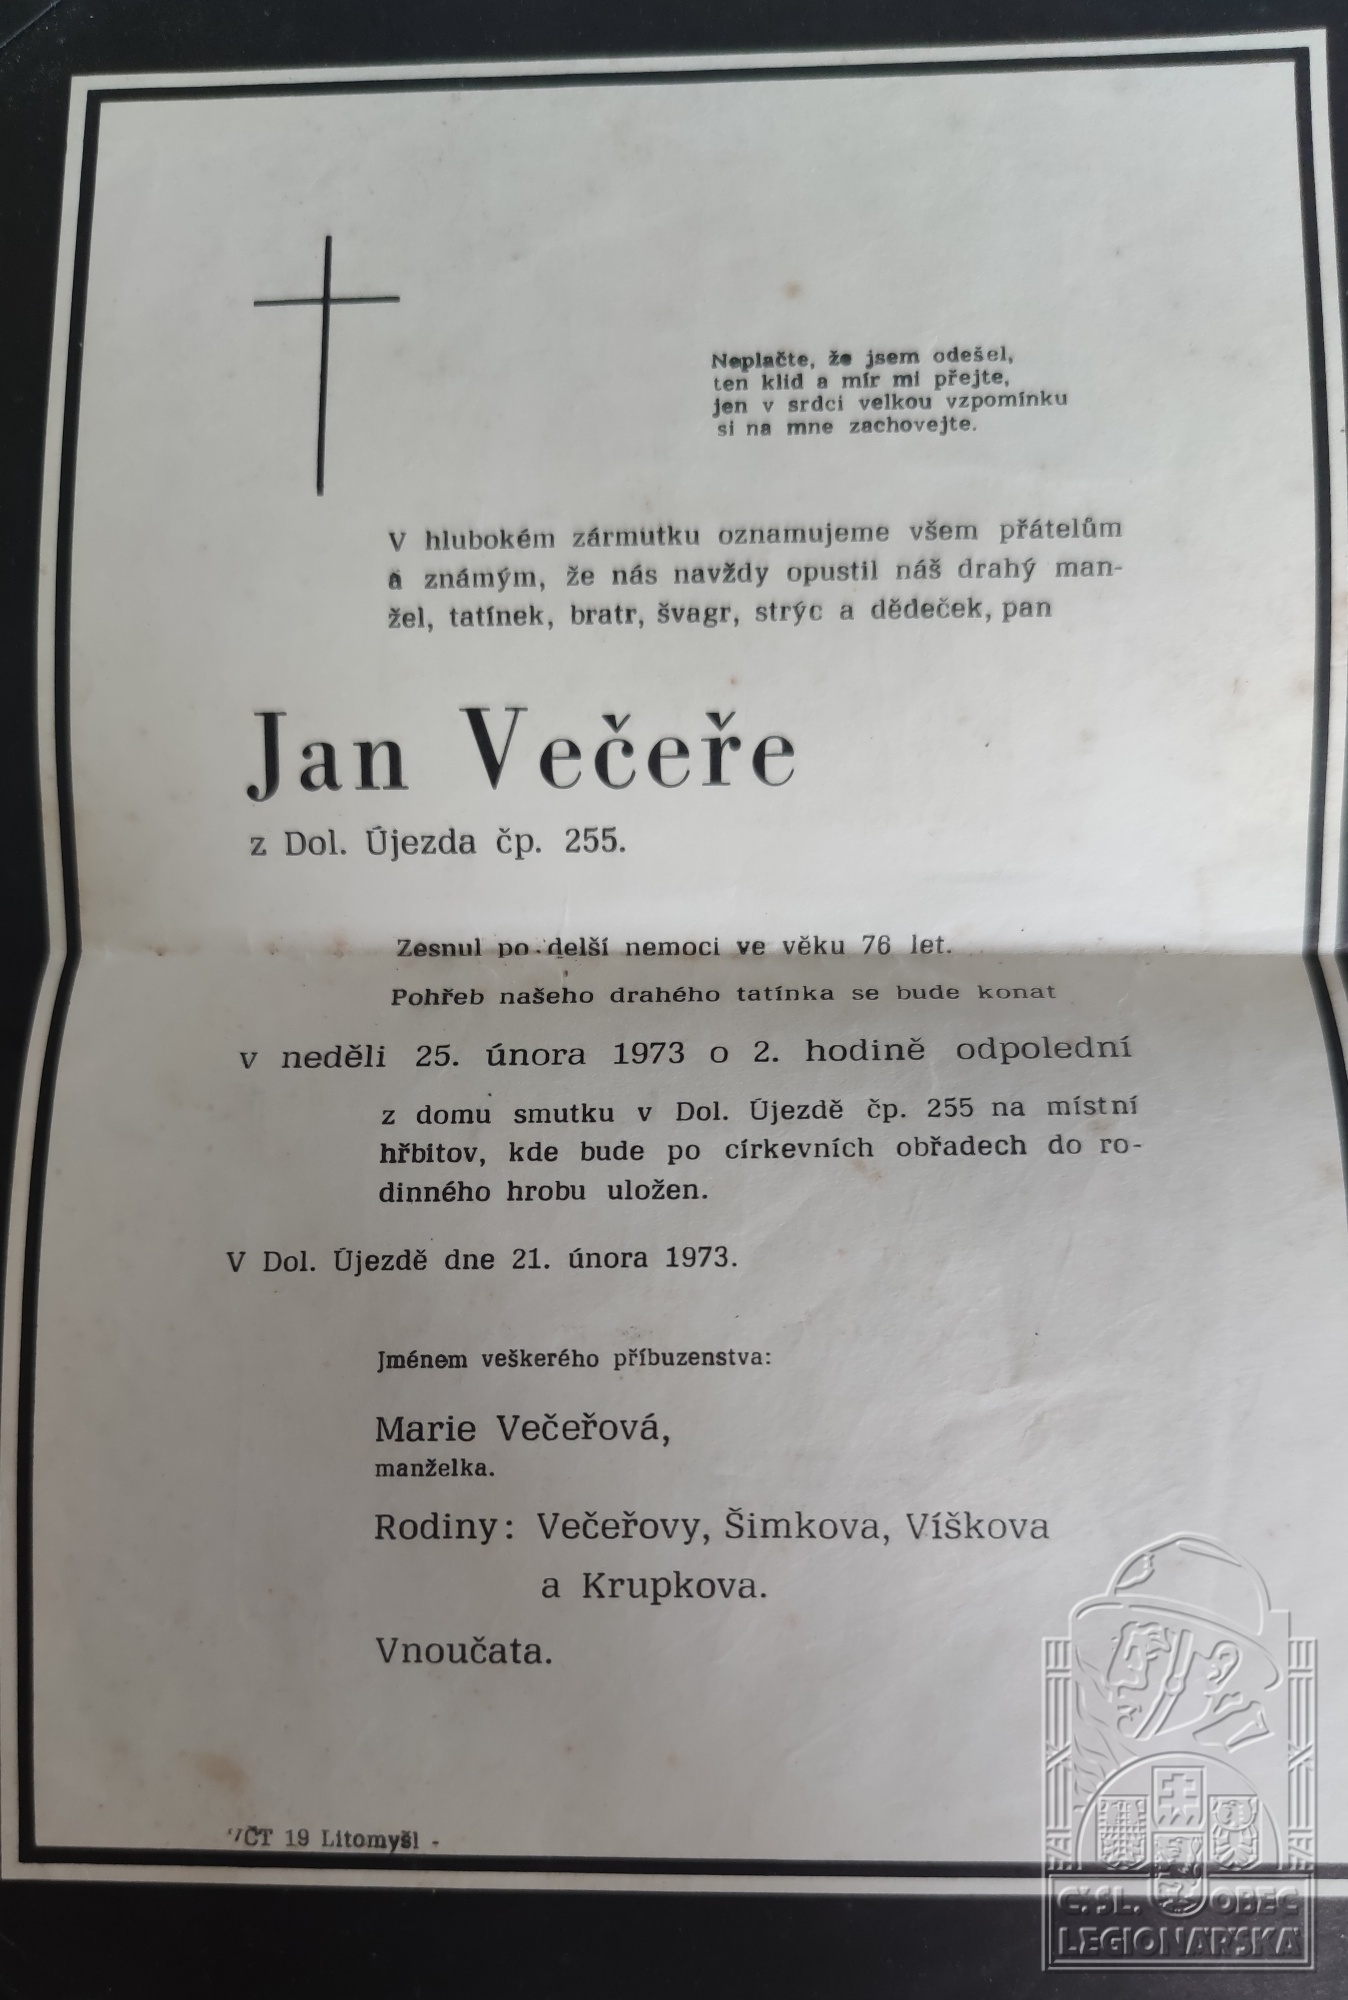 Neplačte, že jsem odešel,
ten klid a mír mi přejte,
jen v srdci velkou vzpomínku
si na mne zachovejte.
V hlubokém zármutku oznamujeme všem přátelům
a známým, že nás navždy opustil náš drahý man-
žel, tatínek, bratr, švagr, strýc a dědeček, pan
Jan Večeře
z Dol. Újezda čp. 255.
Zesnul po delší nemoci ve věku 76 let.
Pohřeb našeho drahého tatínka se bude konat
v neděli 25. února 1973 o 2. hodině odpolední
z domu smutku v Dol. Újezdě čp. 255 na místní
hřbitov, kde bude po církevních obřadech do ro-
dinného hrobu uložen.
V Dol. Újezdě dne 21. února 1973.
Jménem veškerého příbuzenstva:
Marie Večeřová,
manželka.
Rodiny: Večeřovy, Šimkova, Víškova
a Krupkova.
Vnoučata.
19 Litomyšl -
Č.SL. OBEC
LEGIONÁŘSKÁ